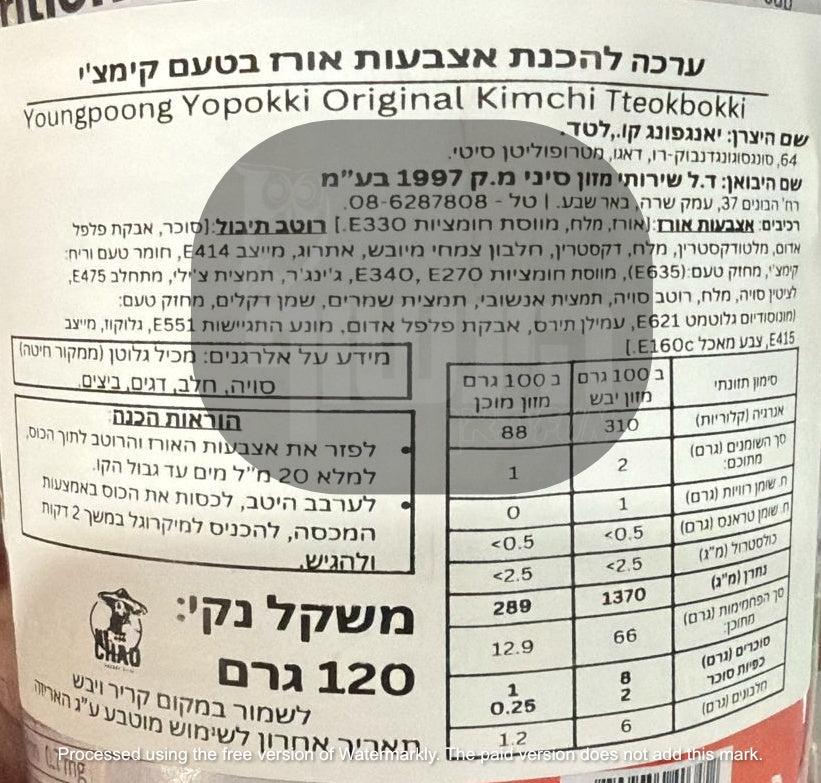 ערכה להכנת אצבעות אורז בטעם קימצ'י
Youngpoong Yopokki Original Kimchi Tteokbokki
שם היצרן: יאנגפונג קו.,לטד.
64, סונגסוגונגדנבוק-רו, דאגו, מטרופוליטן סיטי.
שם היבואן: ד.ל שירותי מזון סיני מ.ק 1997 בע״מ
רח' הבונים 37, עמק שרה, באר שבע. | טל - 08-6287808.
רכיבים: אצבעות אורז:[אורז, מלח, מווסת חומציות E330.] רוטב תיבול:[סוכר, אבקת פלפל
אדום, מלטודקסטרין, מלח, דקסטרין, חלבון צמחי מיובש, אתרוג, מייצב E414, חומר טעם וריח:
קימצ'י, מחזק טעם:(E635), מווסת חומציות E340, E270, ג'ינג'ר, תמצית צ'ילי, מתחלב E475,
לציטין סויה, מלח, רוטב סויה, תמצית אנשובי, תמצית שמרים, שמן דקלים, מחזק טעם:
(מונוסודיום גלוטמט E621, עמילן תירס, אבקת פלפל אדום, מונע התגיישות E551, גלוקוז, מייצב
E415, צבע מאכל E160c.]
מידע על אלרגנים: מכיל גלוטן (ממקור חיטה)
סויה, חלב, דגים, ביצים.
הוראות הכנה:
• לפזר את אצבעות האורז והרוטב לתוך הכוס,
למלא 20 מ״ל מים עד גבול הקו.
• לערבב היטב, לכסות את הכוס באמצעות
המכסה, להכניס למיקרוגל במשך 2 דקות
ולהגיש.
סימון תזונתי ב 100 גרם מזון יבש ב 100 גרם מזון מוכן
אנרגיה (קלוריות) 310 88
סך השומנים (גרם) מתוכם: 2 1
ח. שומן רוויות (גרם) 1 0
ח. שומן טראנס (גרם) <0.5 <0.5
כולסטרול (מ״ג) <2.5 <2.5
נתרן (מ״ג) 1370 289
סך הפחמימות (גרם) מתוכן: 66 12.9
סוכרים (גרם) 8 1
כפיות סוכר 2 0.25
חלבונים (גרם) 6 1.2
CHAO
משקל נקי:
120 גרם
לשמור במקום קריר ויבש
תאריך אחרון לשימוש מוטבע ע״ג האריזה
Processed using the free version of Watermarkly. The paid version does not add this mark.